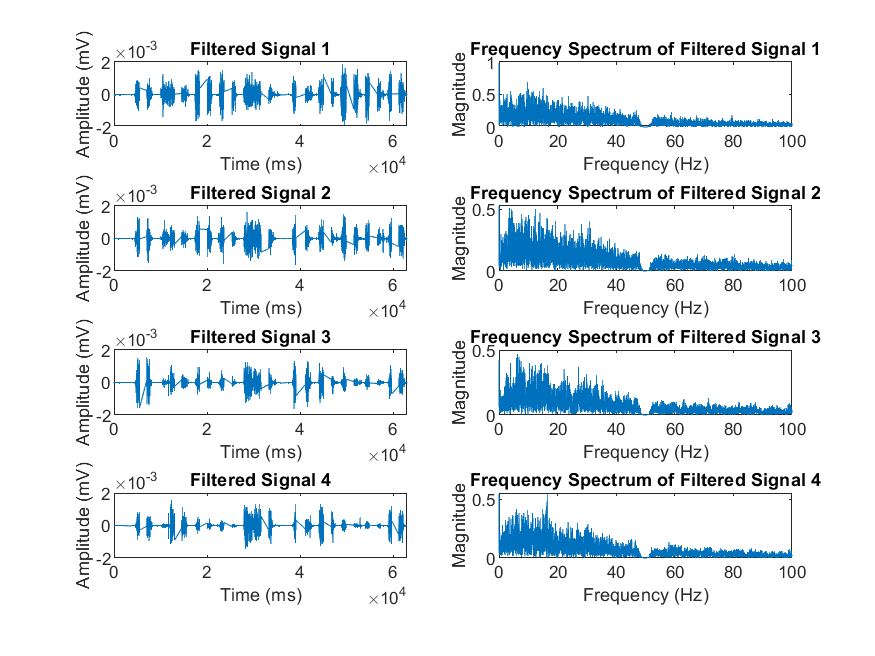 Filtered Signal 1
×10-3
Amplitude (mV)
2
0
-2
0 2 4 6
Time (ms)
×104
Frequency Spectrum of Filtered Signal 1
Magnitude
1
0.5
0
0 20 40 60 80 100
Frequency (Hz)
Filtered Signal 2
×10-3
Amplitude (mV)
2
0
-2
0 2 4 6
Time (ms)
×104
Frequency Spectrum of Filtered Signal 2
Magnitude
0.5
0
0 20 40 60 80 100
Frequency (Hz)
Filtered Signal 3
×10-3
Amplitude (mV)
2
0
-2
0 2 4 6
Time (ms)
×104
Frequency Spectrum of Filtered Signal 3
Magnitude
0.5
0
0 20 40 60 80 100
Frequency (Hz)
Filtered Signal 4
×10-3
Amplitude (mV)
2
0
-2
0 2 4 6
Time (ms)
×104
Frequency Spectrum of Filtered Signal 4
Magnitude
0.5
0
0 20 40 60 80 100
Frequency (Hz)